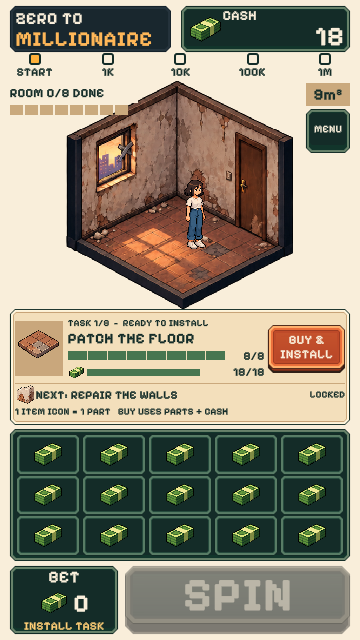 ZERO TO
MILLIONAIRE
CASH
18
START
1K
10K
100K
1M
ROOM 0/8 DONE
9m²
MENU
TASK 1/8 - READY TO INSTALL
PATCH THE FLOOR
8/8
18/18
BUY &
INSTALL
NEXT: REPAIR THE WALLS
LOCKED
1 ITEM ICON = 1 PART BUY USES PARTS + CASH
BET
0
INSTALL TASK
SPIN